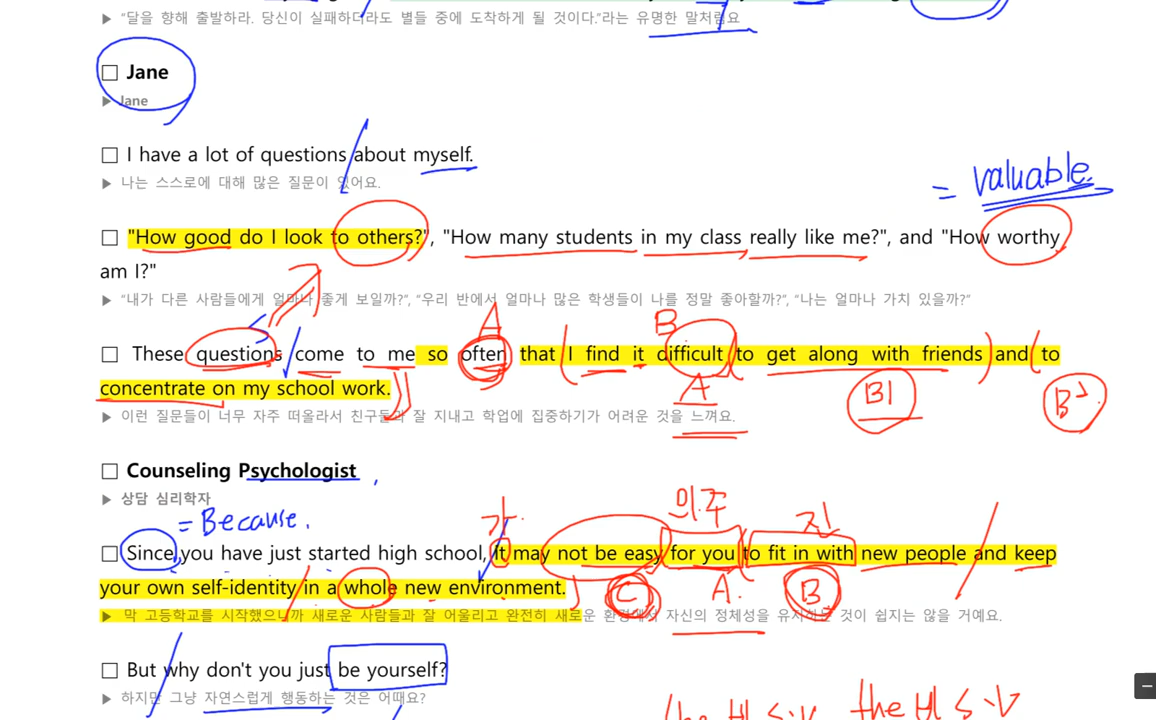 ▶ “달을 향해 출발하라. 당신이 실패하더라도 별들 중에 도착하게 될 것이다.”라는 유명한 말처럼요
□ Jane
▶ Jane
□ I have a lot of questions about myself.
▶ 나는 스스로에 대해 많은 질문이 있어요.
= valuable.
□ "How good do I look to others?", "How many students in my class really like me?", and "How worthy
am I?"
▶ “내가 다른 사람들에게 얼마나 좋게 보일까?”, “우리 반에서 얼마나 많은 학생들이 나를 정말 좋아할까?”, “나는 얼마나 가치 있을까?”
S A B
□ These questions come to me so often that I find it difficult to get along with friends and to
concentrate on my school work.
A B1 B2
▶ 이런 질문들이 너무 자주 떠올라서 친구들과 잘 지내고 학업에 집중하기가 어려운 것을 느껴요.
□ Counseling Psychologist
▶ 상담 심리학자
= Because. 가 의.주 진
□ Since you have just started high school, it may not be easy for you to fit in with new people and keep
your own self-identity in a whole new environment.
C A. B
▶ 막 고등학교를 시작했으니까 새로운 사람들과 잘 어울리고 완전히 새로운 환경에서 자신의 정체성을 유지하는 것이 쉽지는 않을 거예요.
□ But why don't you just be yourself?
▶ 하지만 그냥 자연스럽게 행동하는 것은 어때요?
the 비 S.V the 비 S V